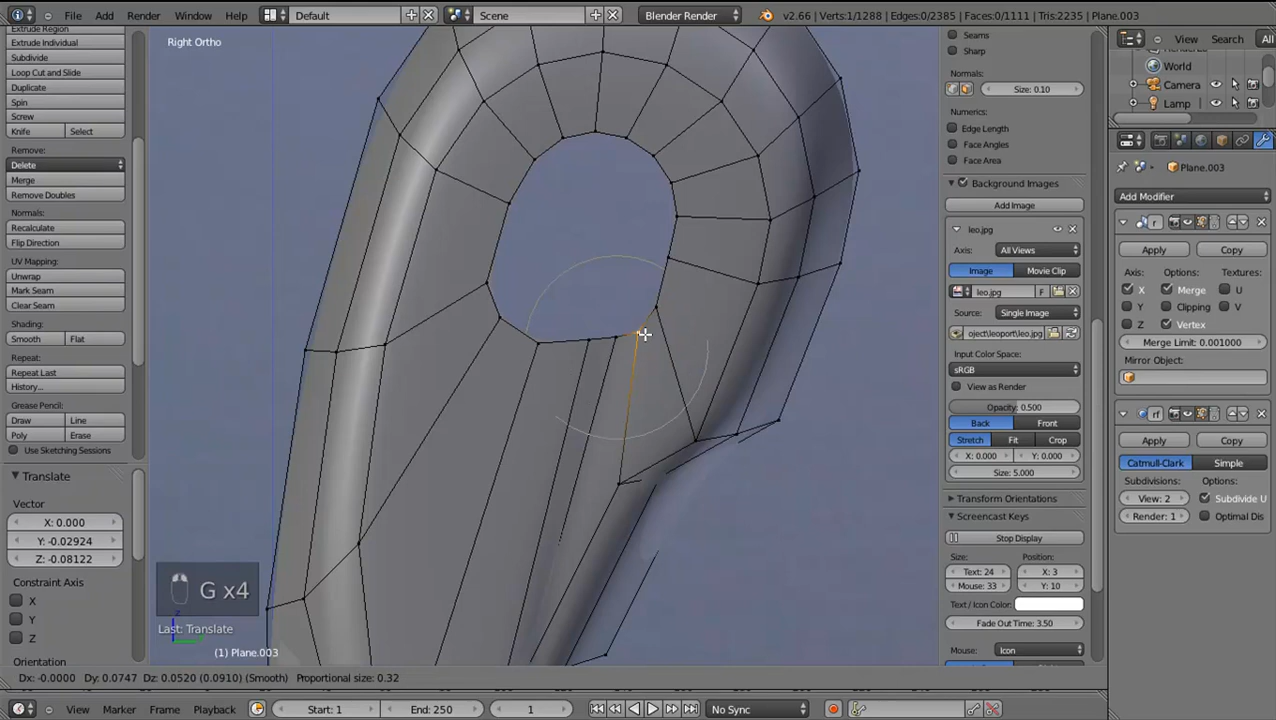 File Add Render Window Help Default Scene Blender Render v2.66 | Verts:1/1288 | Edges:0/2385 | Faces:0/1111 | Tris:2235 | Plane.003
Right Ortho
Extrude Region
Extrude Individual
Subdivide
Loop Cut and Slide
Duplicate
Spin
Screw
Knife Select
Remove:
Delete
Merge
Remove Doubles
Normals:
Recalculate
Flip Direction
UV Mapping:
Unwrap
Mark Seam
Clear Seam
Shading:
Smooth Flat
Repeat:
Repeat Last
History...
Grease Pencil:
Draw Line
Poly Erase
Use Sketching Sessions
Translate
Vector
X: 0.000
Y: -0.02924
Z: -0.08122
Constraint Axis
X
Y
Z
Orientation
G x4
Last: Translate
(1) Plane.003
Seams
Sharp
Normals:
Size: 0.10
Numerics:
Edge Length
Face Angles
Face Area
Background Images
Add Image
leo.jpg
Axis: All Views
Image Movie Clip
leo.jpg F
Source: Single Image
oject\leoport\leo.jpg
Input Color Space:
sRGB
View as Render
Opacity: 0.500
Back Front
Stretch Fit Crop
X: 0.000 Y: 0.000
Size: 5.000
Transform Orientations
Screencast Keys
Stop Display
Size: Position:
Text: 24 X: 3
Mouse: 33 Y: 10
Text / Icon Color:
Fade Out Time: 3.50
Mouse: Icon
View Search All
World
Camera
Lamp
Plane.003
Add Modifier
Apply Copy
Axis: Options: Textures:
X Merge U
Y Clipping V
Z Vertex
Merge Limit: 0.001000
Mirror Object:
Apply Copy
Catmull-Clark Simple
Subdivisions: Options:
View: 2 Subdivide U
Render: 1 Optimal Dis
Dx: -0.0000 Dy: 0.0747 Dz: 0.0520 (0.0910) (Smooth) Proportional size: 0.32
View Marker Frame Playback Start: 1 End: 250 1 No Sync